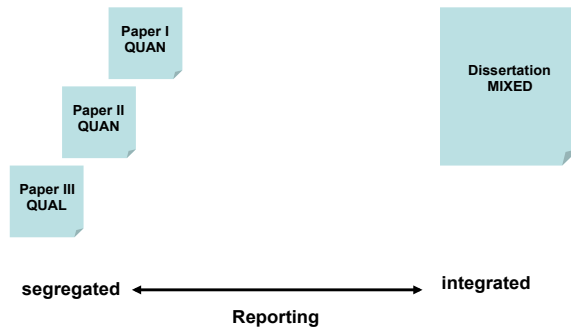 Paper I
QUAN
Paper II
QUAN
Paper III
QUAL
Dissertation
MIXED
segregated
integrated
Reporting